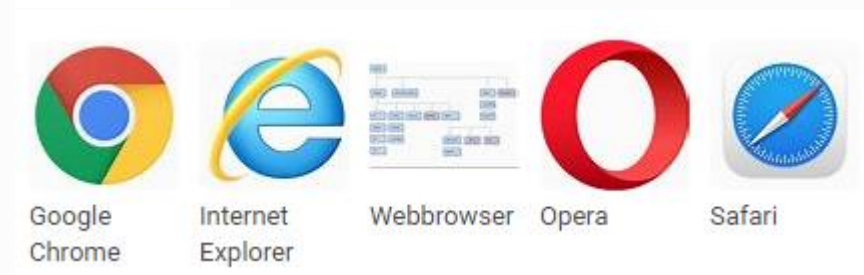 Google
Chrome
Internet
Explorer
Webbrowser
Opera
Safari